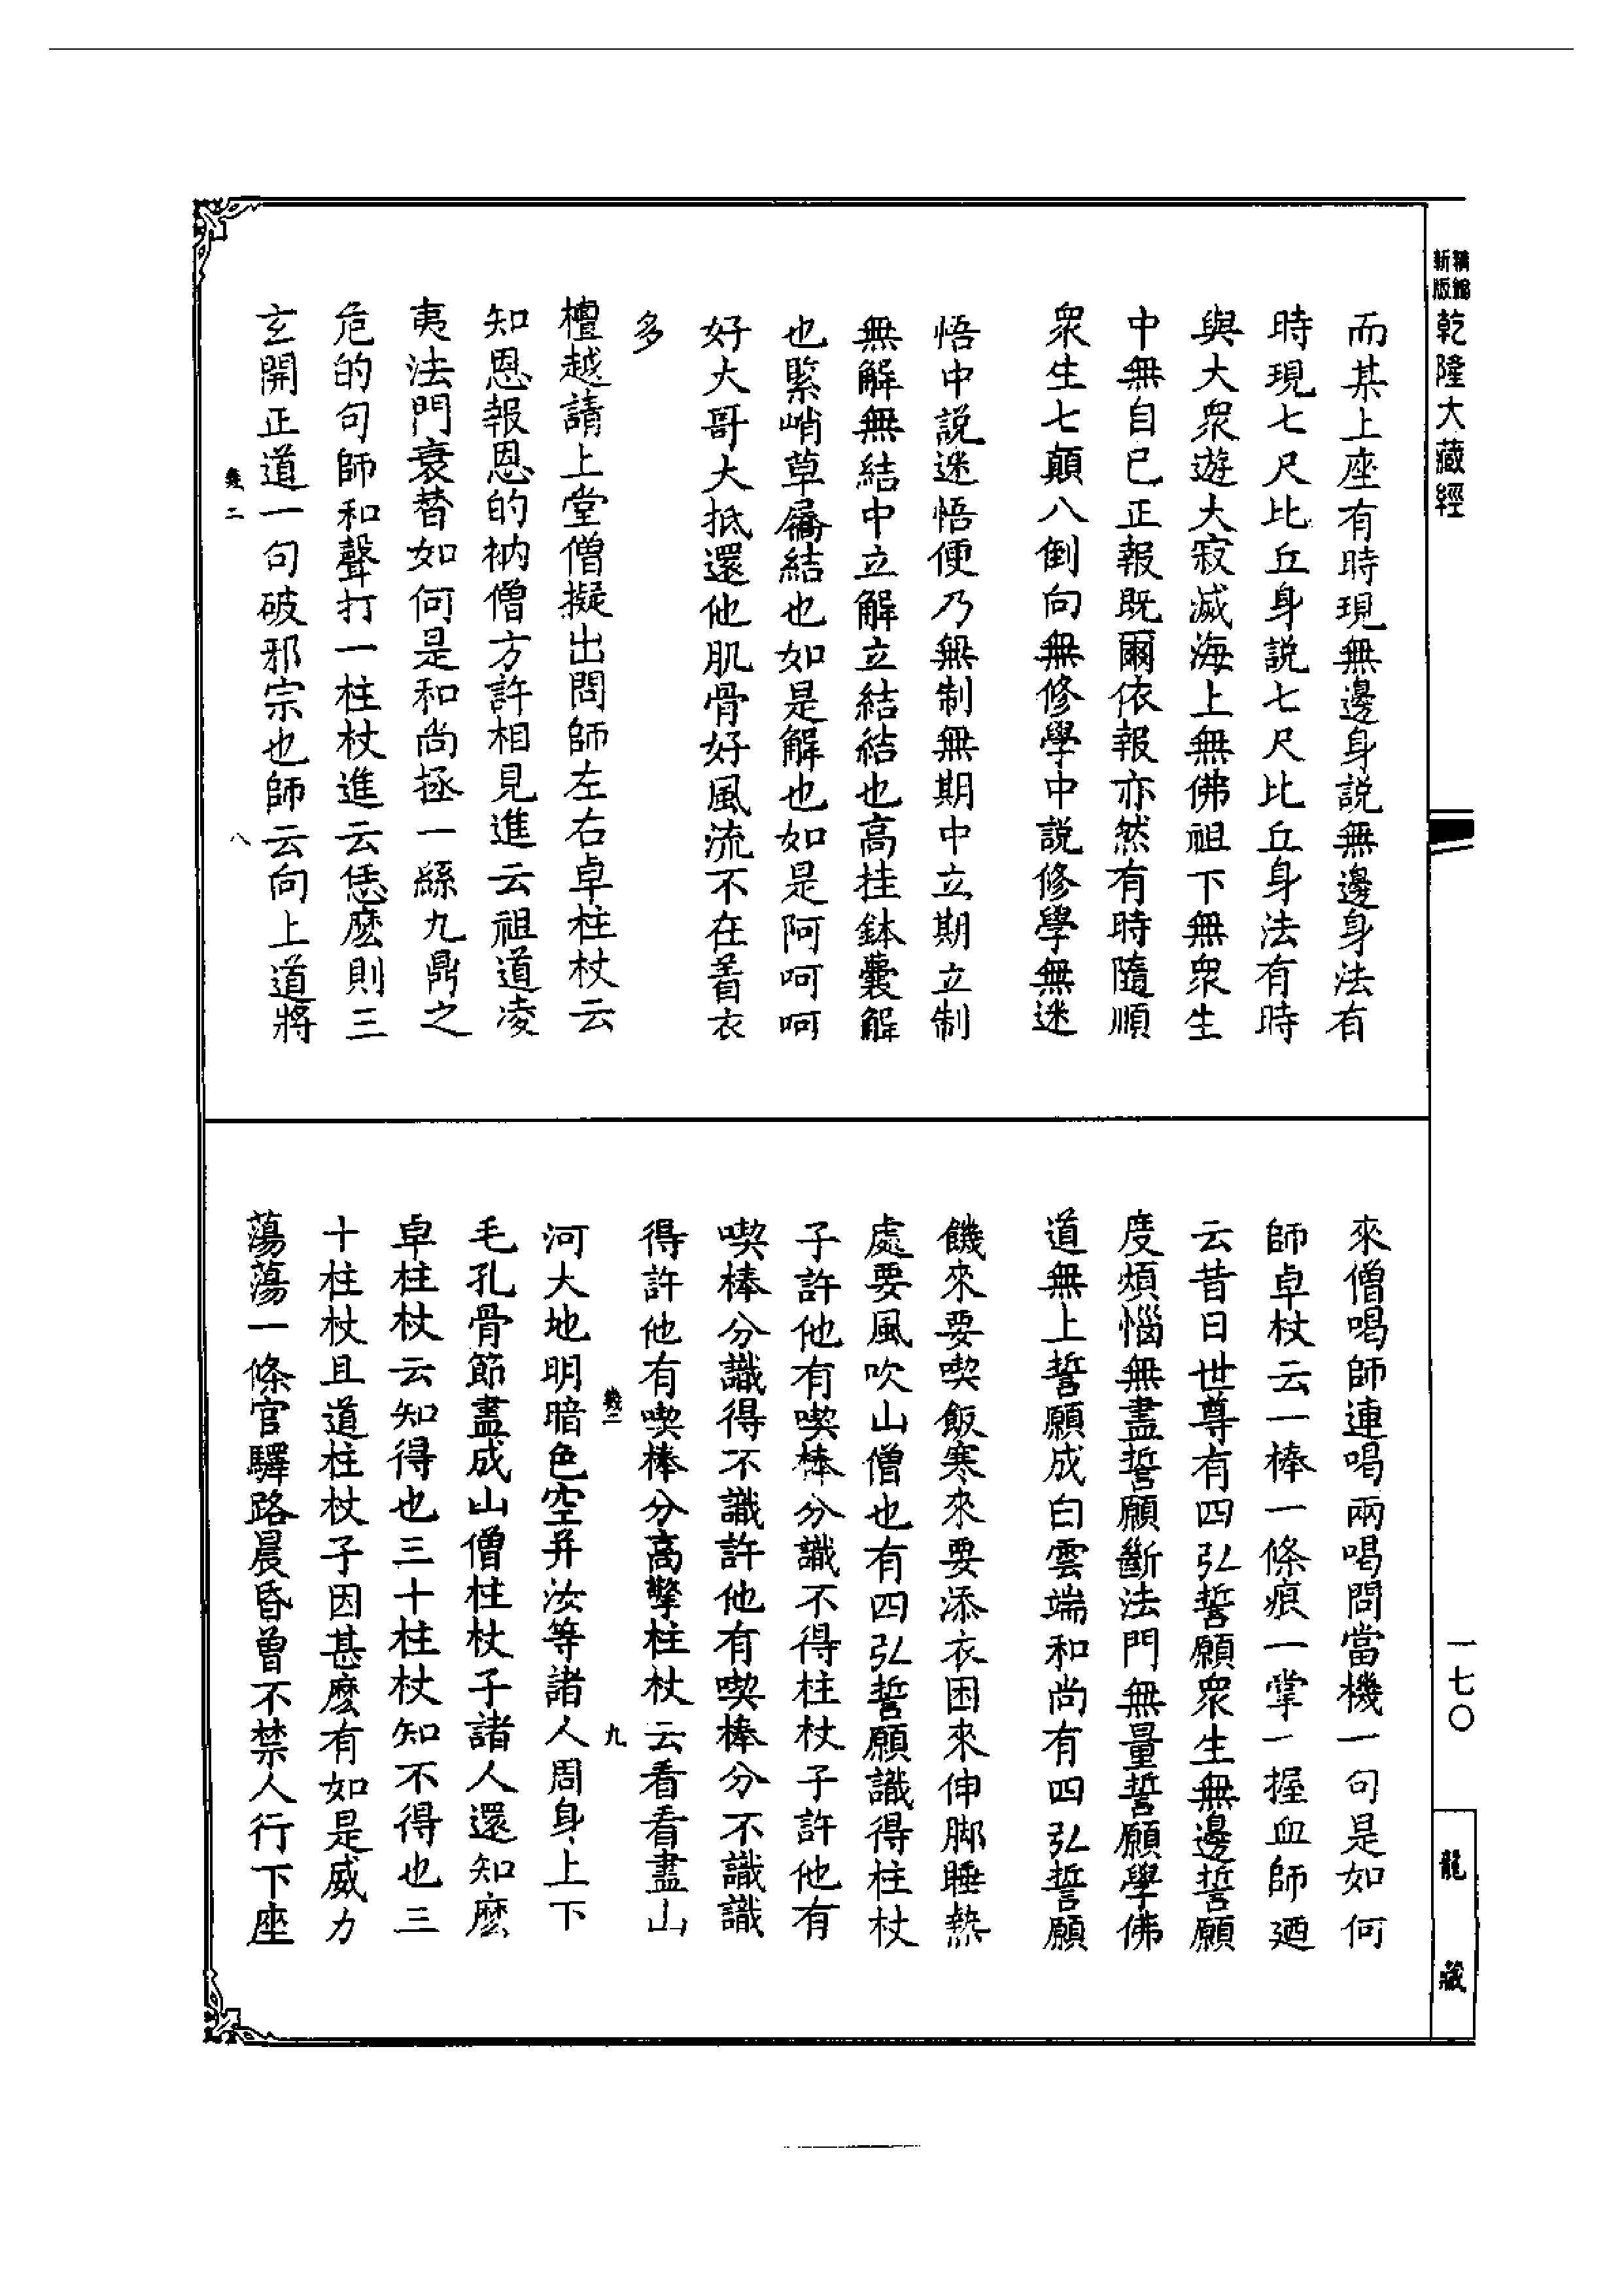 新版
精縮
乾隆大藏經
一七〇
龍藏
而某上座有時現無邊身説無邊身法有
時現七尺比丘身説七尺比丘身法有時
與大衆遊大寂滅海上無佛祖下無衆生
中無自己正報既爾依報亦然有時隨順
衆生七顛八倒向無修學中説修學無迷
悟中説迷悟便乃無制無期中立期立制
無解無結中立解立結結也高挂鉢囊解
也緊峭草屩結也如是解也如是阿呵呵
好大哥大抵還他肌骨好風流不在着衣
多
檀越請上堂僧擬出問師左右卓柱杖云
知恩報恩的衲僧方許相見進云祖道凌
夷法門衰替如何是和尚拯一絲九鼎之
危的句師和聲打一柱杖進云恁麽則三
玄開正道一句破邪宗也師云向上道將
二
八
來僧喝師連喝兩喝問當機一句是如何
師卓杖云一棒一條痕一掌一握血師廼
云昔日世尊有四弘誓願衆生無邊誓願
度煩惱無盡誓願斷法門無量誓願學佛
道無上誓願成白雲端和尚有四弘誓願
饑來要喫飯寒來要添衣困來伸脚睡熱
處要風吹山僧也有四弘誓願識得柱杖
子許他有喫棒分識不得柱杖子許他有
喫棒分識得不識許他有喫棒分不識識
得許他有喫棒分高擎柱杖云看看盡山
二
九
河大地明暗色空并汝等諸人周身上下
毛孔骨節盡成山僧柱杖子諸人還知麽
卓柱杖云知得也三十柱杖知不得也三
十柱杖且道柱杖子因甚麽有如是威力
蕩蕩一條官驛路晨昏曾不禁人行下座